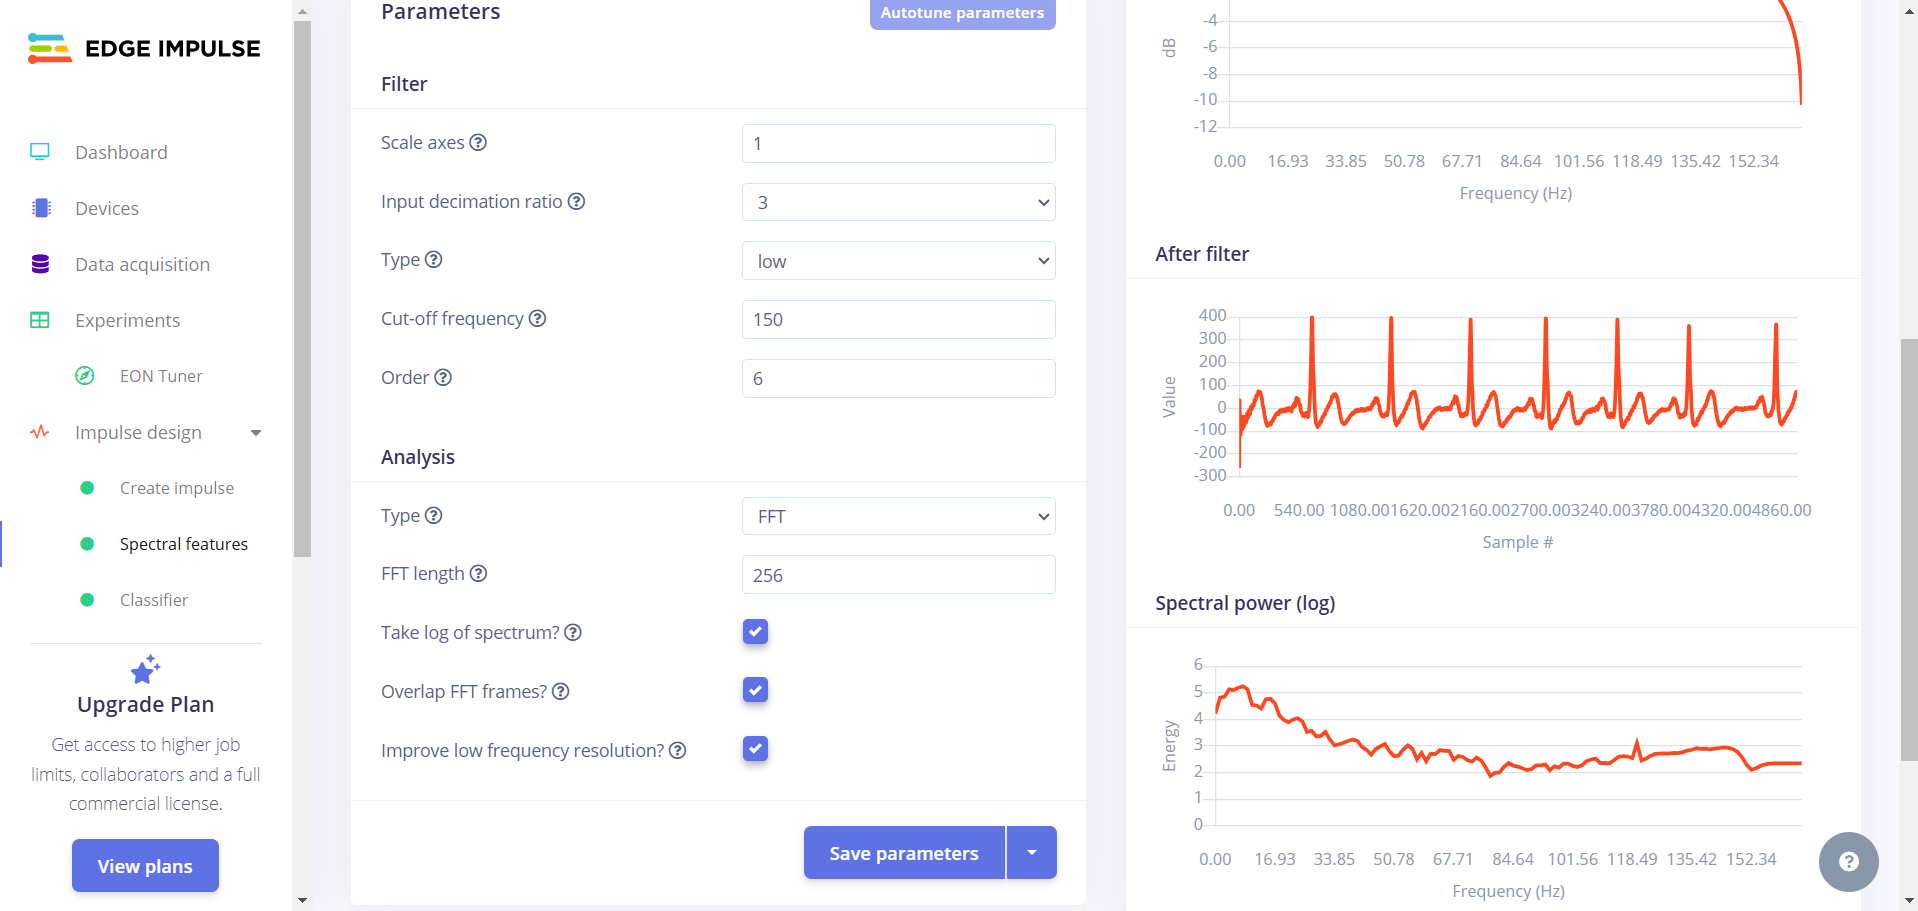 EDGE IMPULSE
Dashboard
Devices
Data acquisition
Experiments
EON Tuner
Impulse design
Create impulse
Spectral features
Classifier
Upgrade Plan
Get access to higher job
limits, collaborators and a full
commercial license.
View plans
Parameters
Autotune parameters
Filter
Scale axes ?
1
Input decimation ratio ?
3
Type ?
low
Cut-off frequency ?
150
Order ?
6
Analysis
Type ?
FFT
FFT length ?
256
Take log of spectrum? ?
Overlap FFT frames? ?
Improve low frequency resolution? ?
Save parameters
dB
-4
-6
-8
-10
-12
0.00 16.93 33.85 50.78 67.71 84.64 101.56 118.49 135.42 152.34
Frequency (Hz)
After filter
Value
400
300
200
100
0
-100
-200
-300
0.00 540.00 1080.001620.002160.002700.003240.003780.004320.004860.00
Sample #
Spectral power (log)
Energy
6
5
4
3
2
1
0
0.00 16.93 33.85 50.78 67.71 84.64 101.56 118.49 135.42 152.34
Frequency (Hz)
?